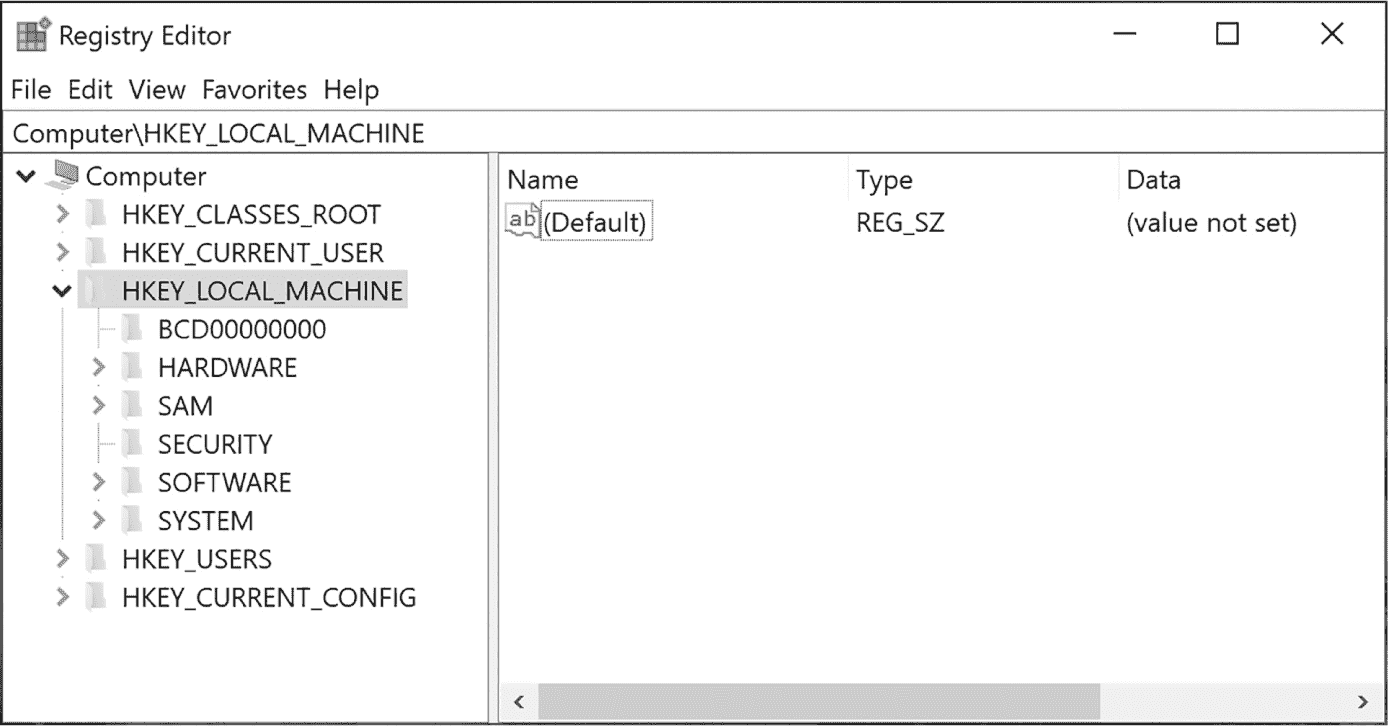 Registry Editor
File Edit View Favorites Help
Computer\HKEY_LOCAL_MACHINE
Computer
HKEY_CLASSES_ROOT
HKEY_CURRENT_USER
HKEY_LOCAL_MACHINE
BCD00000000
HARDWARE
SAM
SECURITY
SOFTWARE
SYSTEM
HKEY_USERS
HKEY_CURRENT_CONFIG
Name Type Data
ab (Default) REG_SZ (value not set)